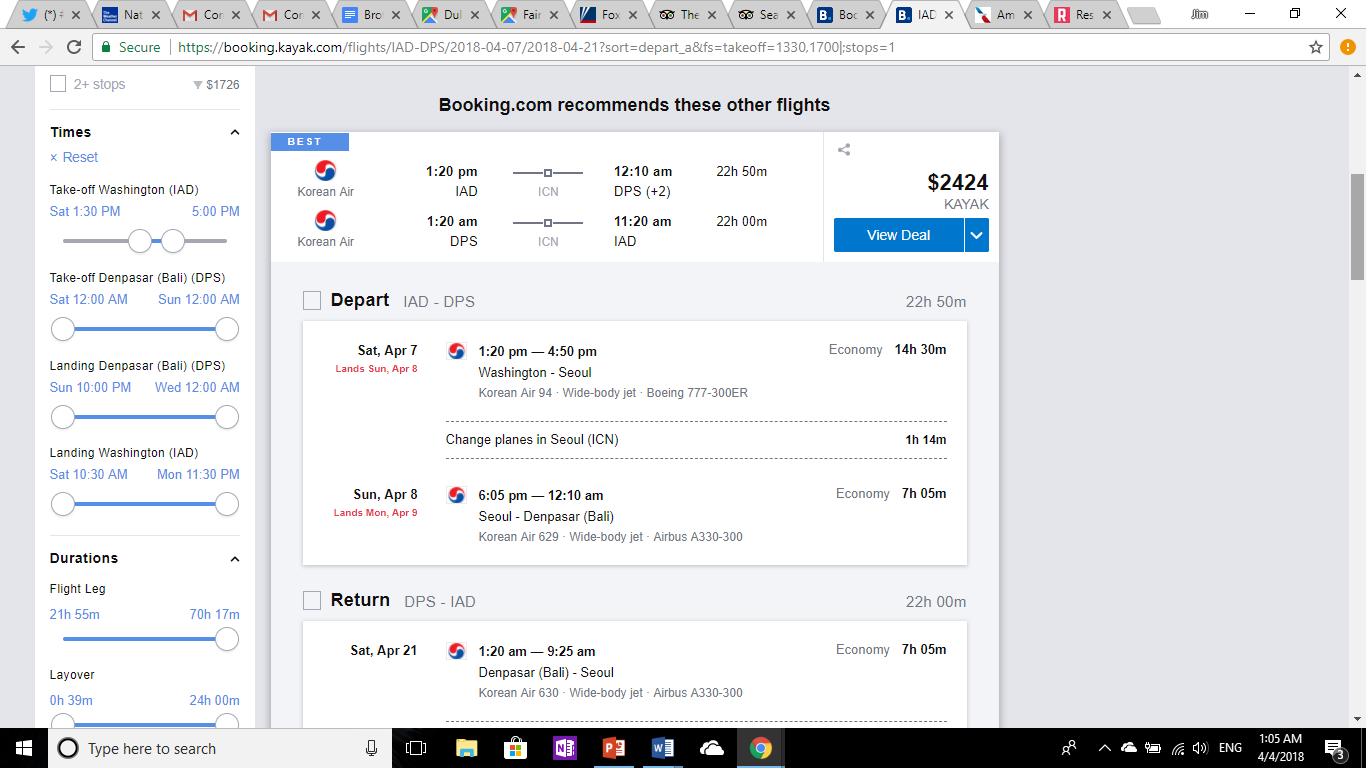 (*) #
Nat
Cor
Cor
Bro
Dul
Fair
Fox
The
Sea
Boo
IAD
Am
Res
Jim
Secure https://booking.kayak.com/flights/IAD-DPS/2018-04-07/2018-04-21?sort=depart_a&fs=takeoff=1330,1700|;stops=1
2+ stops $1726
Times
× Reset
Take-off Washington (IAD)
Sat 1:30 PM 5:00 PM
Take-off Denpasar (Bali) (DPS)
Sat 12:00 AM Sun 12:00 AM
Landing Denpasar (Bali) (DPS)
Sun 10:00 PM Wed 12:00 AM
Landing Washington (IAD)
Sat 10:30 AM Mon 11:30 PM
Durations
Flight Leg
21h 55m 70h 17m
Layover
0h 39m 24h 00m
Booking.com recommends these other flights
BEST
1:20 pm 12:10 am 22h 50m
Korean Air IAD ICN DPS (+2)
1:20 am 11:20 am 22h 00m
Korean Air DPS ICN IAD
$2424
KAYAK
View Deal
Depart IAD - DPS 22h 50m
Sat, Apr 7 1:20 pm — 4:50 pm Economy 14h 30m
Lands Sun, Apr 8 Washington - Seoul
Korean Air 94 · Wide-body jet · Boeing 777-300ER
Change planes in Seoul (ICN) 1h 14m
Sun, Apr 8 6:05 pm — 12:10 am Economy 7h 05m
Lands Mon, Apr 9 Seoul - Denpasar (Bali)
Korean Air 629 · Wide-body jet · Airbus A330-300
Return DPS - IAD 22h 00m
Sat, Apr 21 1:20 am — 9:25 am Economy 7h 05m
Denpasar (Bali) - Seoul
Korean Air 630 · Wide-body jet · Airbus A330-300
Type here to search
ENG
1:05 AM
4/4/2018
3